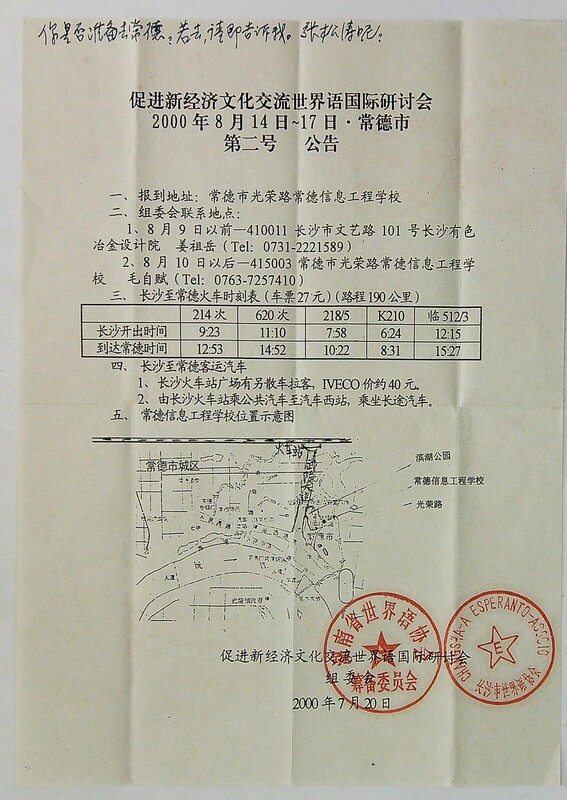 你是否准备去常德？若去，请即告诉我。张松涛呢？
促进新经济文化交流世界语国际研讨会
2000年8月14日~17日·常德市
第二号 公告
一、报到地址：常德市光荣路常德信息工程学校
二、组委会联系地点：
1、8月9日以前—410011 长沙市文艺路101号长沙有色
冶金设计院 姜祖岳（Tel: 0731-2221589）
2、8月10日以后—415003 常德市光荣路常德信息工程学
校 毛自赋（Tel: 0763-7257410）
三、长沙至常德火车时刻表（车票27元）（路程190公里）
214次 620次 218/5 K210 临512/3
长沙开出时间 9:23 11:10 7:58 6:24 12:15
到达常德时间 12:53 14:52 10:22 8:31 15:27
四、长沙至常德客运汽车
1、长沙火车站广场有另散车拉客，IVECO价约40元。
2、由长沙火车站乘公共汽车至汽车西站，乘坐长途汽车。
五、常德信息工程学校位置示意图
火车站
常德市城区
滨湖公园
常德信息工程学校
光荣路
武陵大道
沅
江
常德市
湖南省世界语协会
筹备委员会
CHANGSHA-A ESPERANTO-ASOCIO
E
长沙市世界语协会
促进新经济文化交流世界语国际研讨会
组委会
2000年7月20日